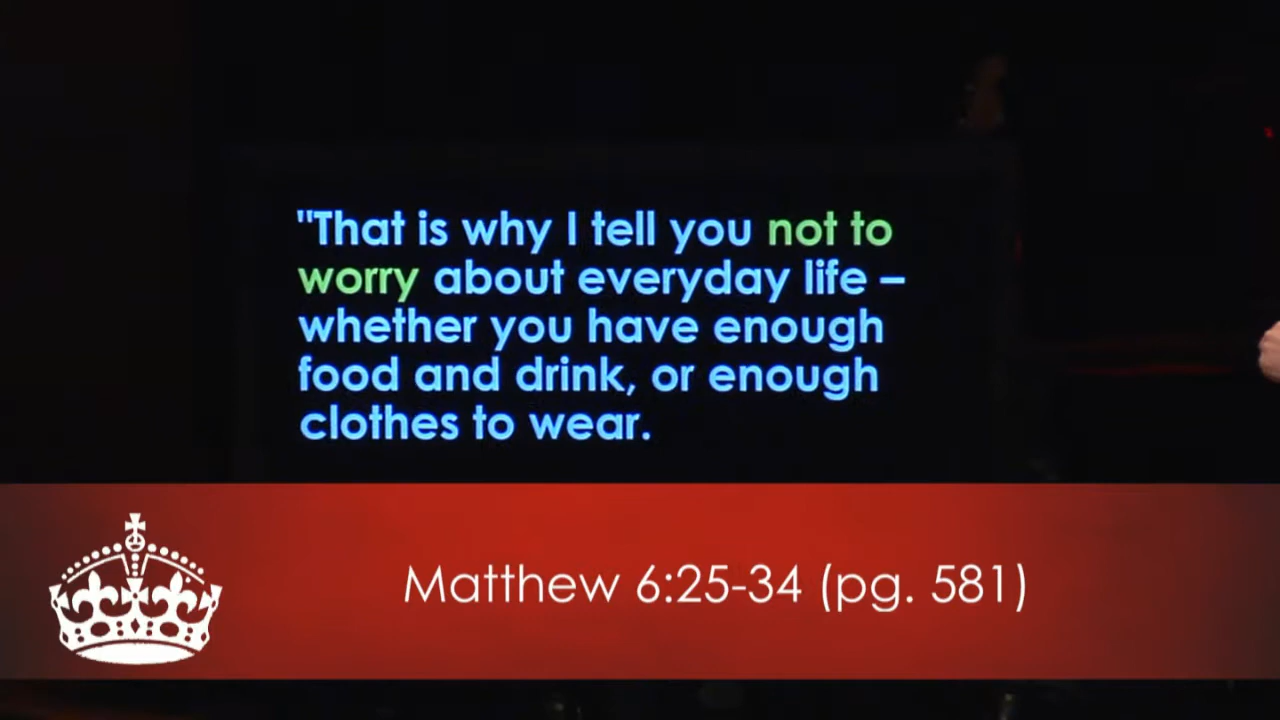 "That is why I tell you not to
worry about everyday life –
whether you have enough
food and drink, or enough
clothes to wear.
Matthew 6:25-34 (pg. 581)